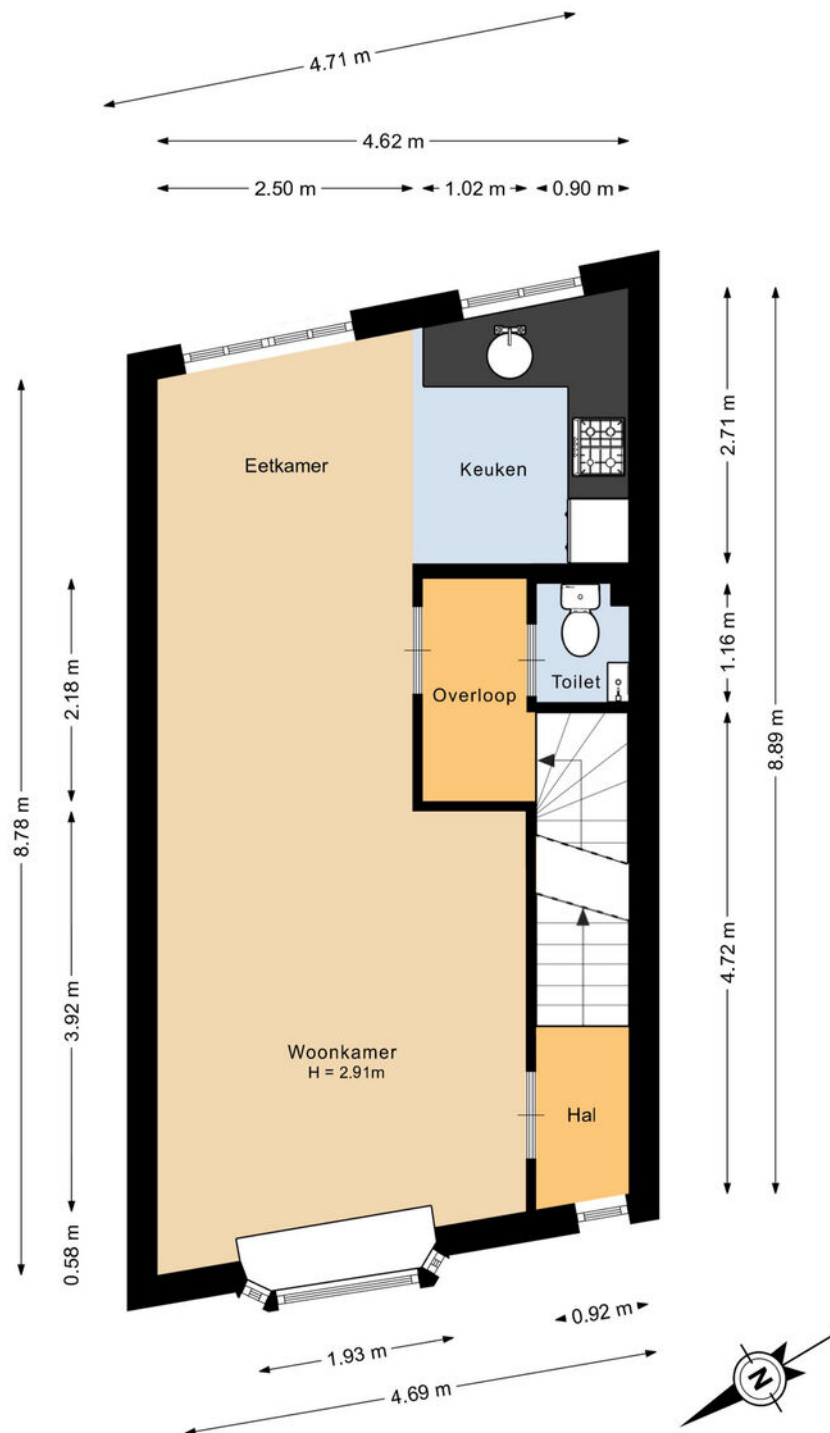 4.71 m
4.62 m
2.50 m
1.02 m
0.90 m
Eetkamer
Keuken
2.71 m
2.18 m
Overloop
Toilet
1.16 m
8.78 m
8.89 m
3.92 m
4.72 m
Woonkamer
H = 2.91m
Hal
0.58 m
0.92 m
1.93 m
4.69 m
N